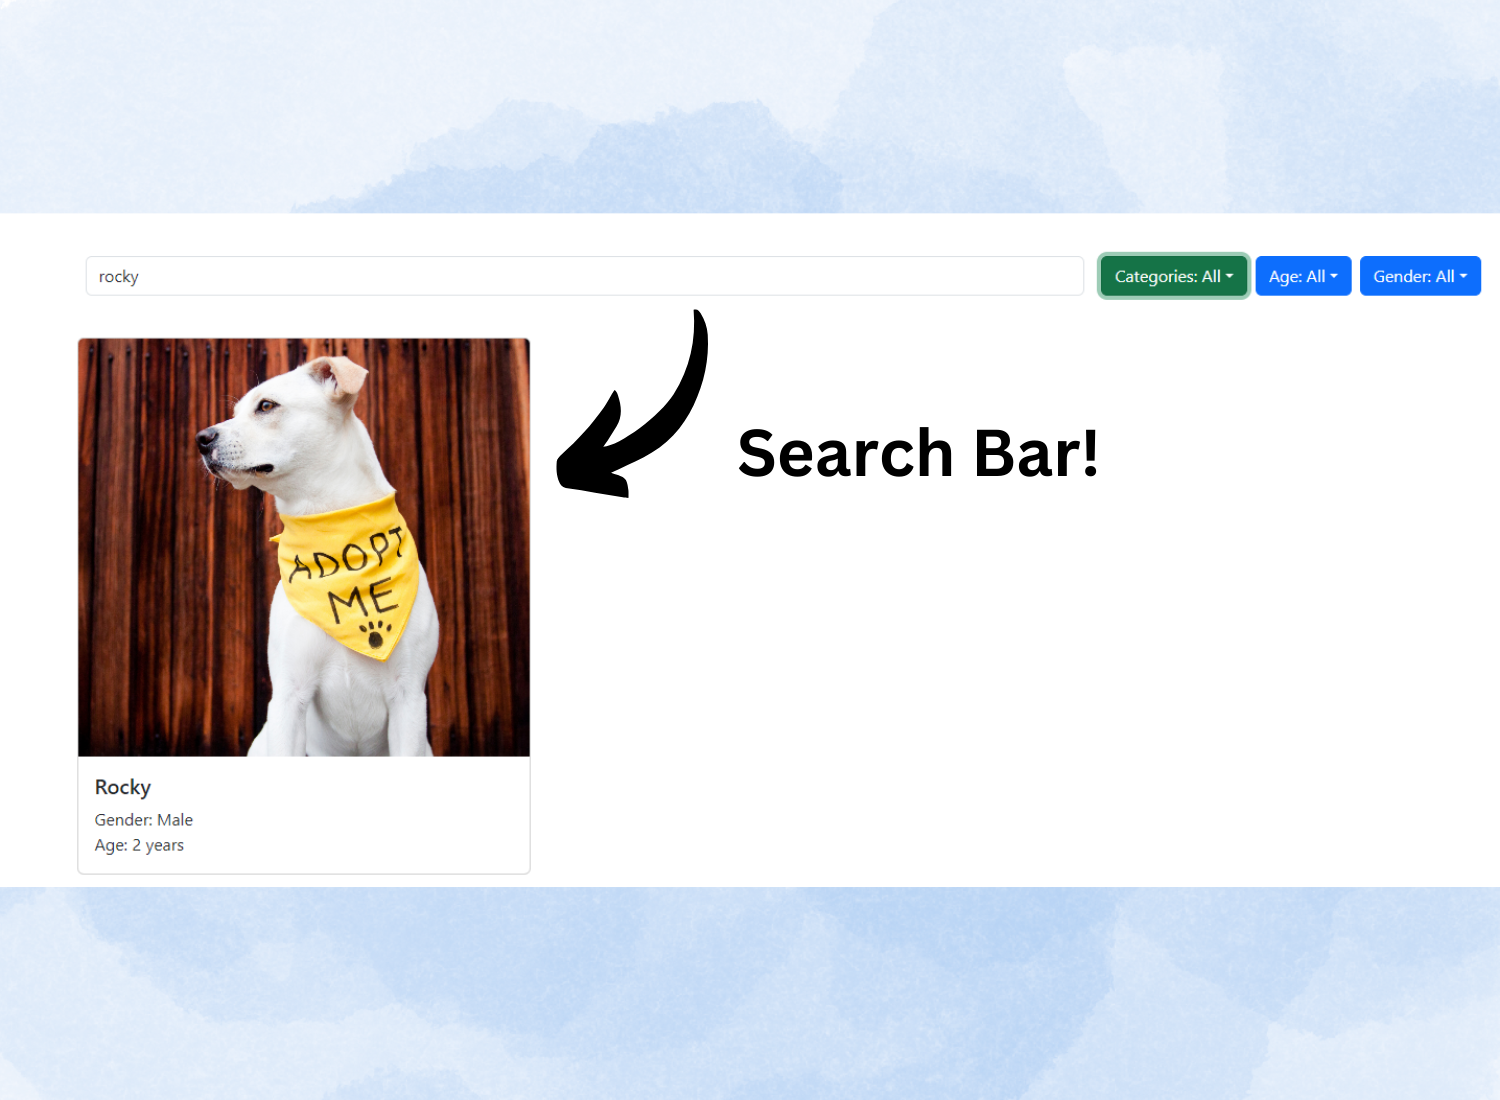 rocky
Categories: All
Age: All
Gender: All
Search Bar!
ADOPT
ME
Rocky
Gender: Male
Age: 2 years